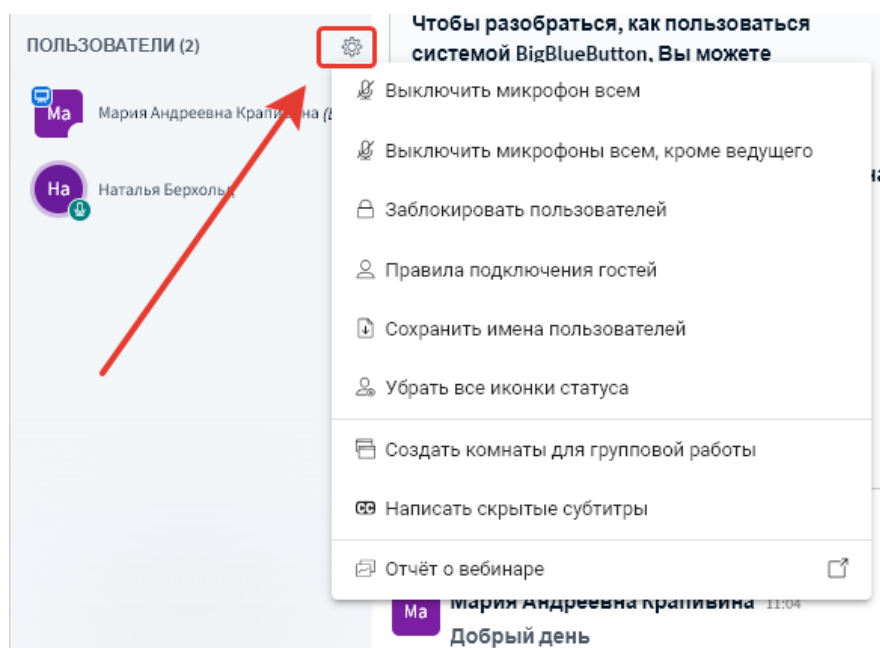 Чтобы разобраться, как пользоваться
ПОЛЬЗОВАТЕЛИ (2)
системой BigBlueButton, Вы можете
Выключить микрофон всем
Ма
Мария Андреевна Крапивина
Выключить микрофоны всем, кроме ведущего
На
Наталья Берхольд
Заблокировать пользователей
Правила подключения гостей
Сохранить имена пользователей
Убрать все иконки статуса
Создать комнаты для групповой работы
CC Написать скрытые субтитры
Отчёт о вебинаре
Ма
Мария Андреевна Крапивина 11:04
Добрый день